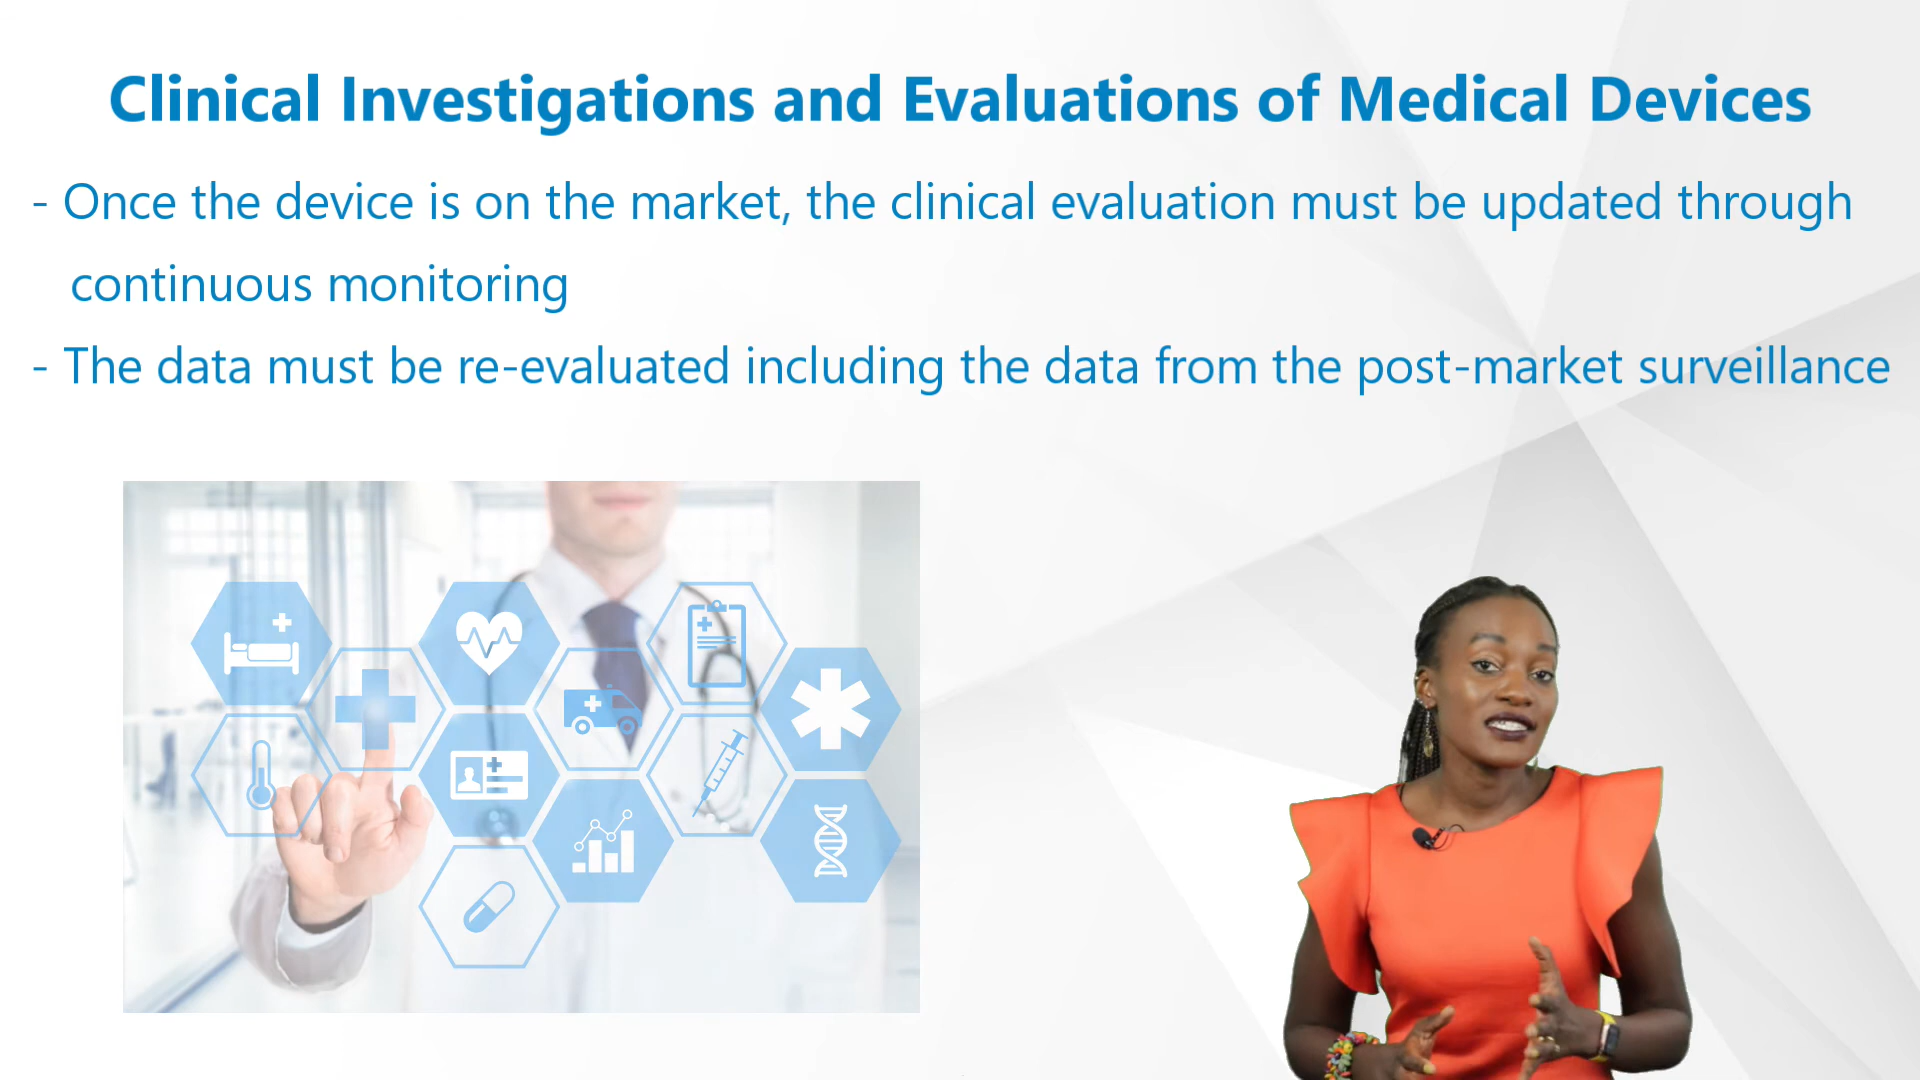 Clinical Investigations and Evaluations of Medical Devices
- Once the device is on the market, the clinical evaluation must be updated through
continuous monitoring
- The data must be re-evaluated including the data from the post-market surveillance